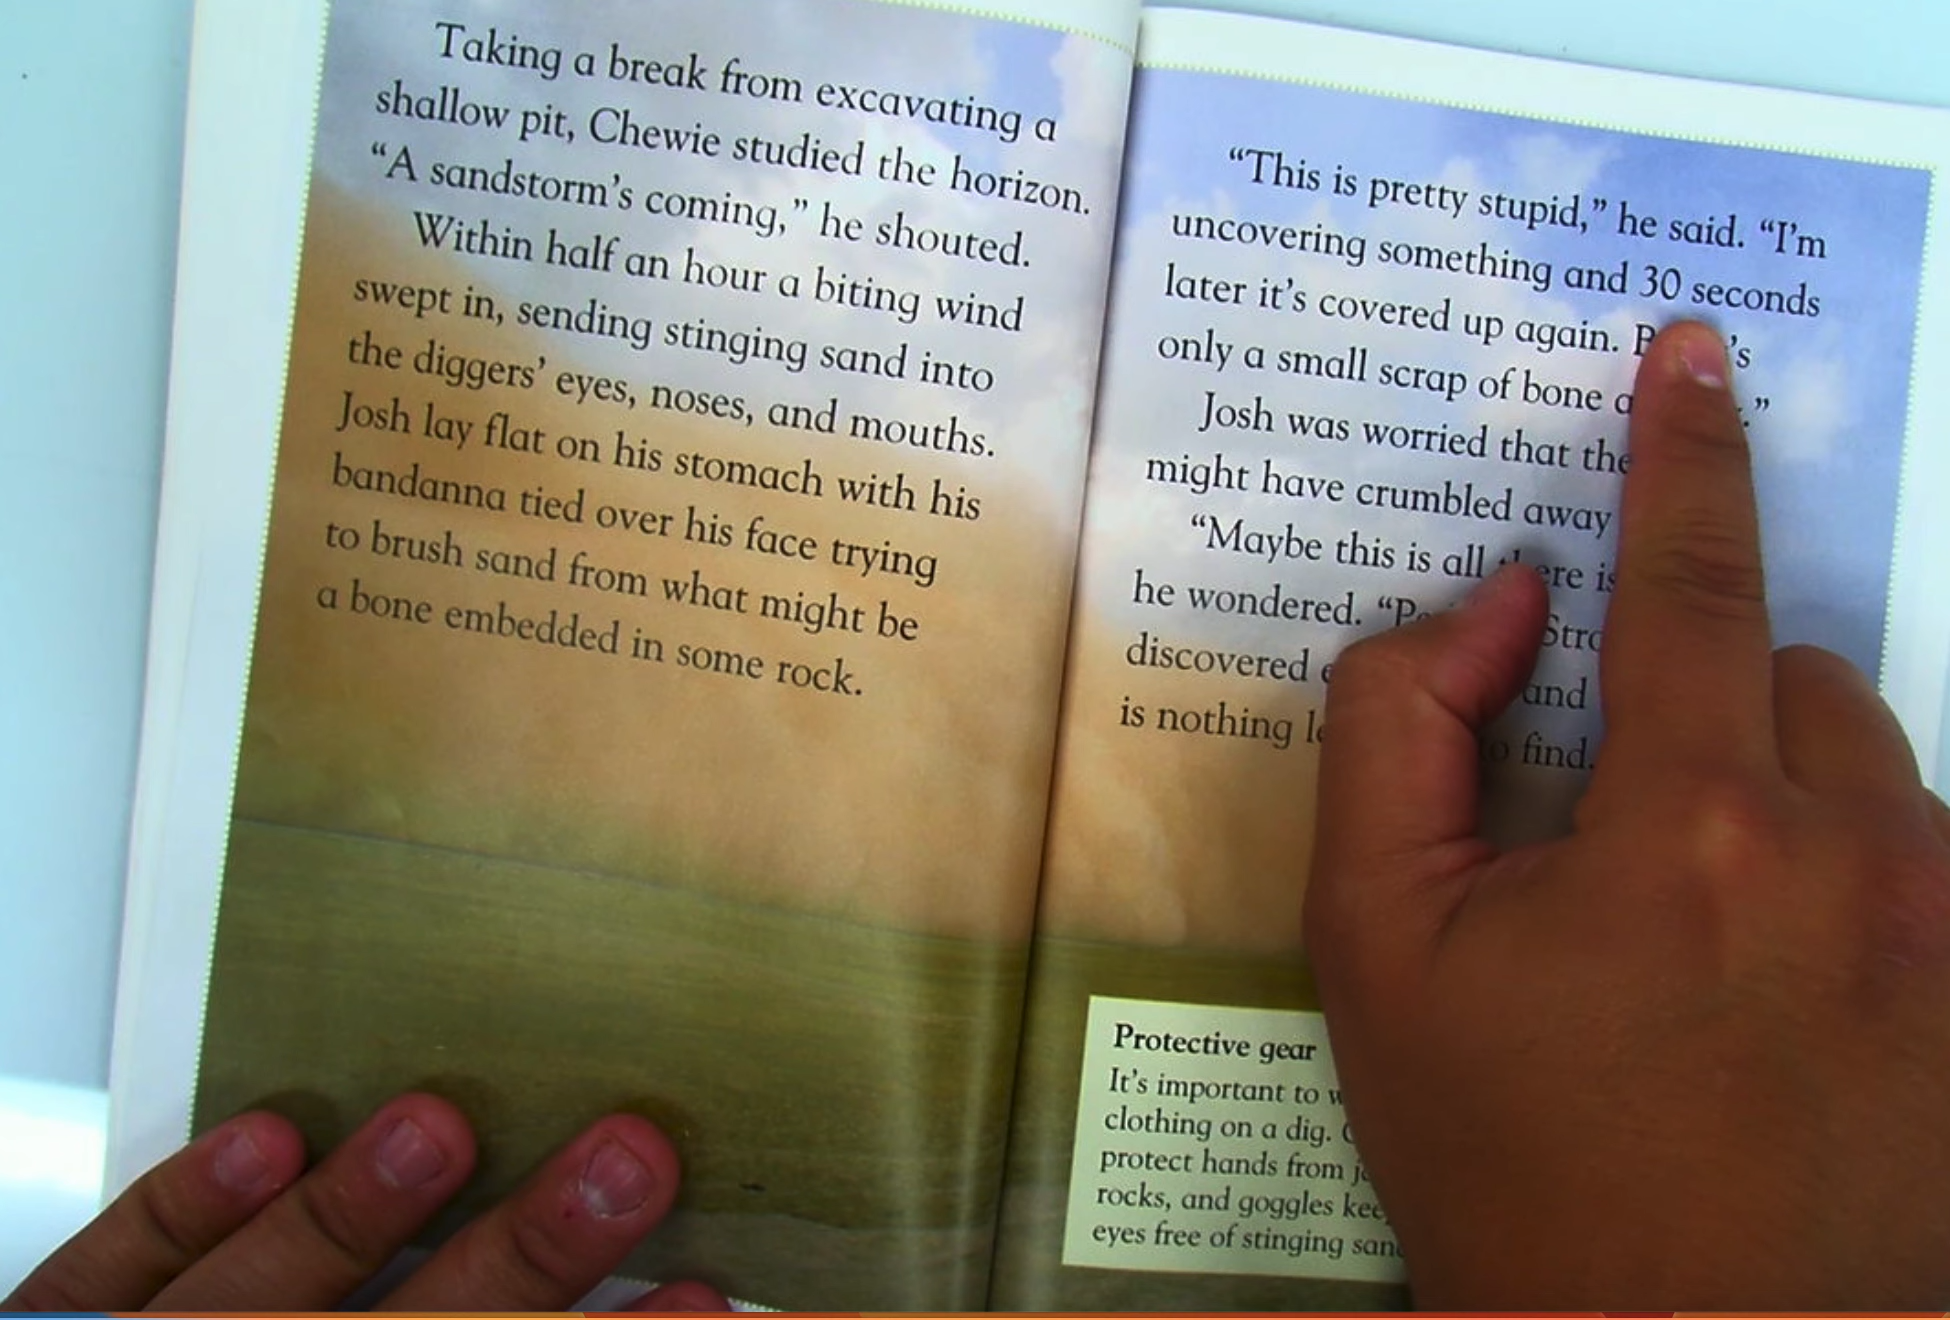 Taking a break from excavating a
shallow pit, Chewie studied the horizon.
“A sandstorm’s coming,” he shouted.
Within half an hour a biting wind
swept in, sending stinging sand into
the diggers’ eyes, noses, and mouths.
Josh lay flat on his stomach with his
bandanna tied over his face trying
to brush sand from what might be
a bone embedded in some rock.
“This is pretty stupid,” he said. “I’m
uncovering something and 30 seconds
later it’s covered up again.
only a small scrap of bone
Josh was worried that
might have crumbled away
“Maybe this is all there is
he wondered.
discovered and
is nothing to find.
Protective gear
It’s important to
clothing on a dig.
protect hands from
rocks, and goggles keep
eyes free of stinging